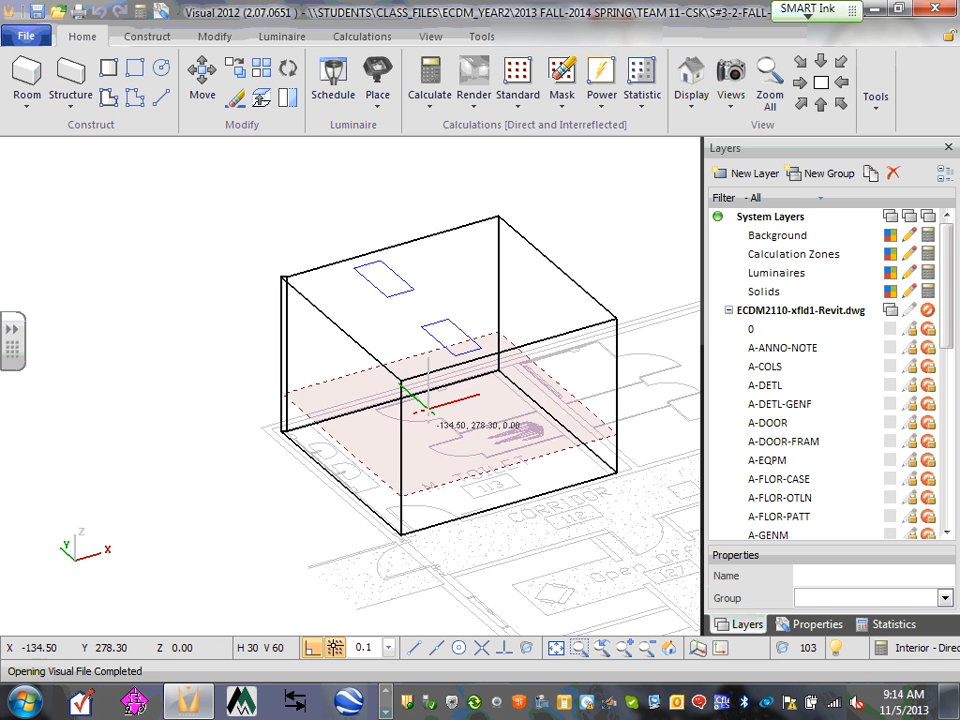 Visual 2012 (2.07.0651) - \\STUDENTS\CLASS_FILES\ECDM_YEAR2\2013 FALL-2014 SPRING\TEAM 11-CSK\S#3-2-FALL-
SMART Ink
File Home Construct Modify Luminaire Calculations View Tools
Room Structure Move Schedule Place Calculate Render Standard Mask Power Statistic Display Views Zoom All Tools
Construct Modify Luminaire Calculations [Direct and Interreflected] View
Layers
New Layer New Group
Filter - All
System Layers
Background
Calculation Zones
Luminaires
Solids
ECDM2110-xfld1-Revit.dwg
0
A-ANNO-NOTE
A-COLS
A-DETL
A-DETL-GENF
A-DOOR
A-DOOR-FRAM
A-EQPM
A-FLOR-CASE
A-FLOR-OTLN
A-FLOR-PATT
A-GENM
-134.50, 278.30, 0.00
TOILET
113
CORRIDOR
112
Open Off
127
Z
Y
X
Properties
Name
Group
Layers Properties Statistics
X -134.50 Y 278.30 Z 0.00 H 30 V 60 0.1 103 Interior - Direc
Opening Visual File Completed
9:14 AM
11/5/2013